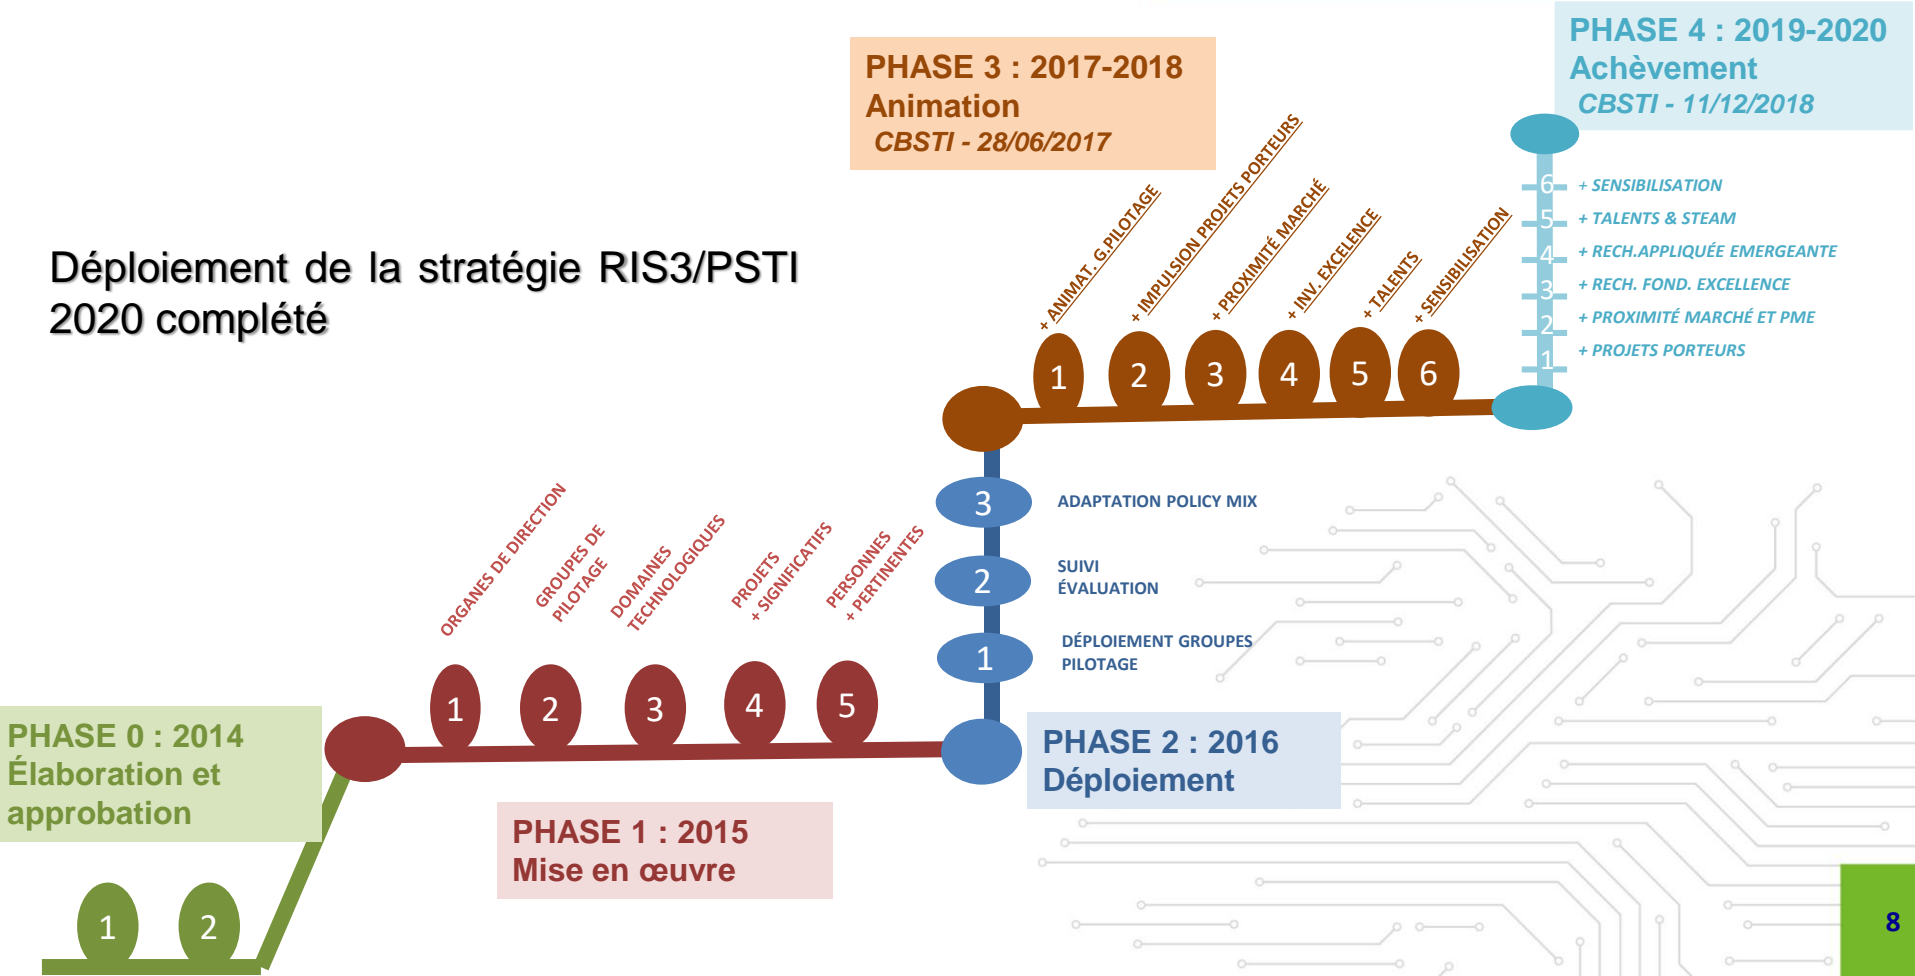 Déploiement de la stratégie RIS3/PSTI
2020 complété
PHASE 0 : 2014
Élaboration et
approbation
1
2
PHASE 1 : 2015
Mise en œuvre
ORGANES DE DIRECTION
GROUPES DE
PILOTAGE
DOMAINES
TECHNOLOGIQUES
PROJETS
+ SIGNIFICATIFS
PERSONNES
+ PERTINENTES
1
2
3
4
5
PHASE 2 : 2016
Déploiement
3
ADAPTATION POLICY MIX
2
SUIVI
ÉVALUATION
1
DÉPLOIEMENT GROUPES
PILOTAGE
PHASE 3 : 2017-2018
Animation
CBSTI - 28/06/2017
+ ANIMAT. G.PILOTAGE
+ IMPULSION PROJETS PORTEURS
+ PROXIMITÉ MARCHÉ
+ INV. EXCELENCE
+ TALENTS
+ SENSIBILISATION
1
2
3
4
5
6
PHASE 4 : 2019-2020
Achèvement
CBSTI - 11/12/2018
6 + SENSIBILISATION
5 + TALENTS & STEAM
4 + RECH.APPLIQUÉE EMERGEANTE
3 + RECH. FOND. EXCELLENCE
2 + PROXIMITÉ MARCHÉ ET PME
1 + PROJETS PORTEURS
8